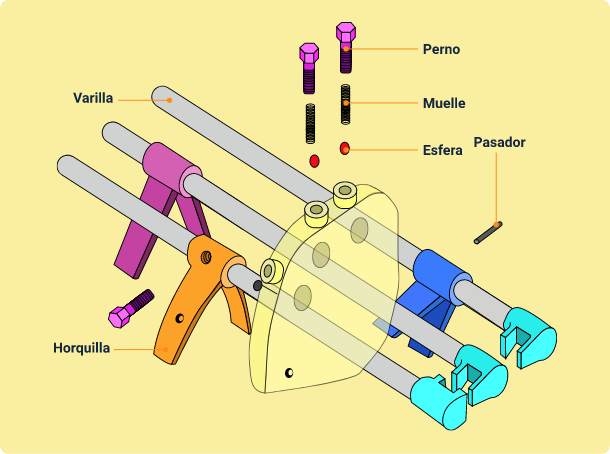 Perno
Varilla
Muelle
Esfera
Pasador
Horquilla